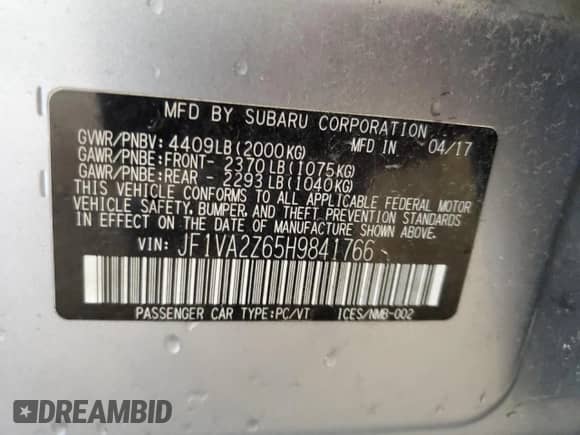 MFD BY SUBARU CORPORATION
GVWR/PNBV: 4409LB(2000KG) MFD IN 04/17
GAWR/PNBE:FRONT- 2370LB(1075KG)
GAWR/PNBE:REAR - 2293LB(1040KG)
THIS VEHICLE CONFORMS TO ALL APPLICABLE FEDERAL MOTOR
VEHICLE SAFETY, BUMPER, AND THEFT PREVENTION STANDARDS
IN EFFECT ON THE DATE OF MANUFACTURE SHOWN ABOVE.
VIN: JF1VA2Z65H9841766
PASSENGER CAR TYPE:PC/VT ICES/NMB-002
DREAMBID